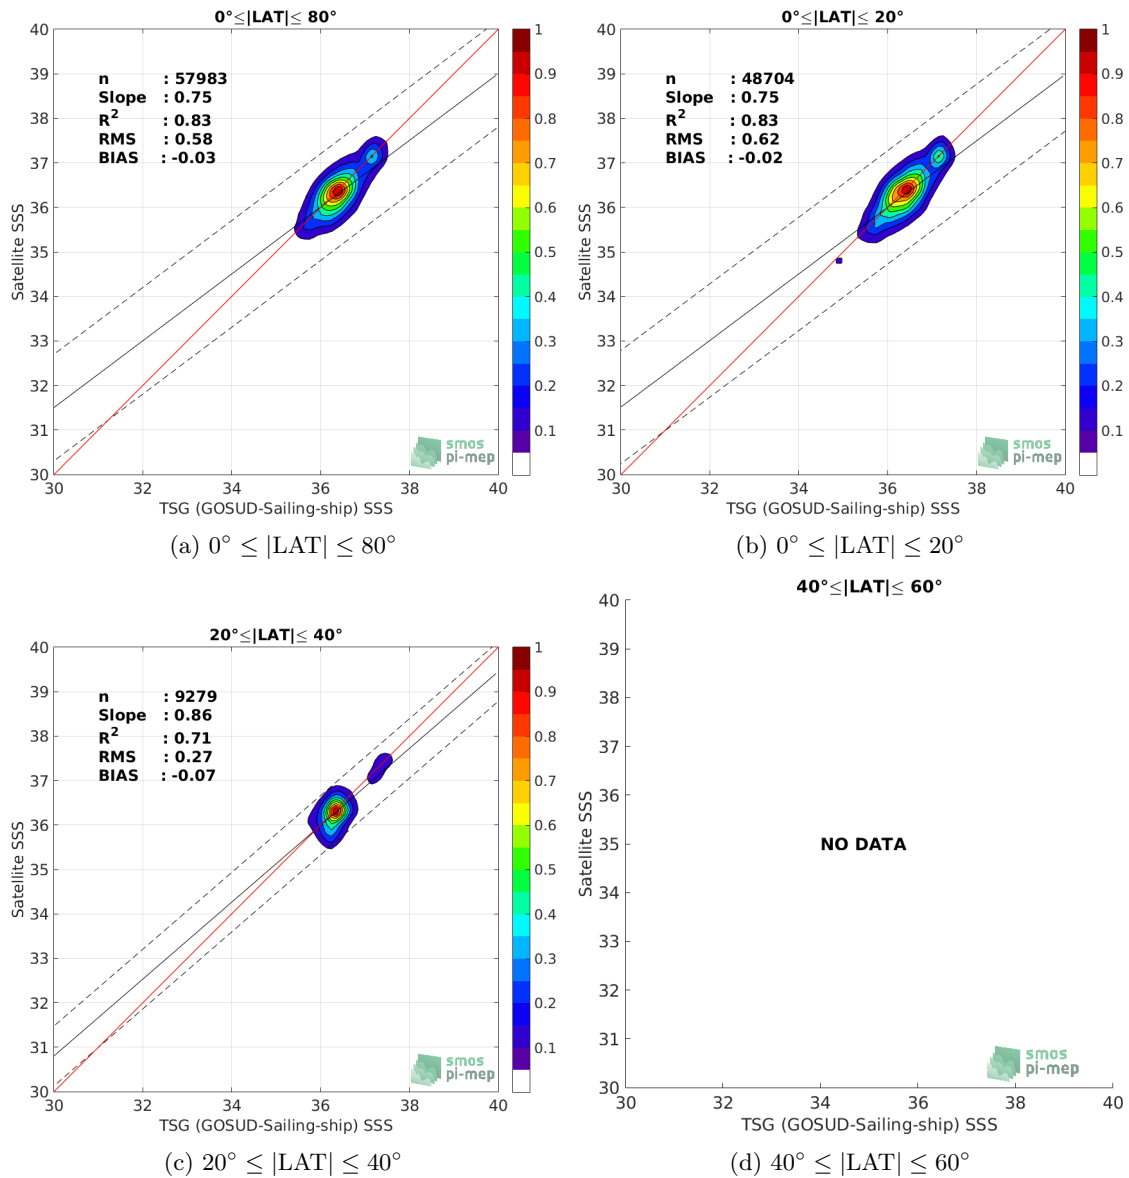 0°≤|LAT|≤ 80°
n : 57983
Slope : 0.75
R² : 0.83
RMS : 0.58
BIAS : -0.03
40
39
38
37
36
35
34
33
32
31
30
30 32 34 36 38 40
Satellite SSS
TSG (GOSUD-Sailing-ship) SSS
1
0.9
0.8
0.7
0.6
0.5
0.4
0.3
0.2
0.1
smos
pi-mep
(a) 0° ≤ |LAT| ≤ 80°
0°≤|LAT|≤ 20°
n : 48704
Slope : 0.75
R² : 0.83
RMS : 0.62
BIAS : -0.02
40
39
38
37
36
35
34
33
32
31
30
30 32 34 36 38 40
Satellite SSS
TSG (GOSUD-Sailing-ship) SSS
1
0.9
0.8
0.7
0.6
0.5
0.4
0.3
0.2
0.1
smos
pi-mep
(b) 0° ≤ |LAT| ≤ 20°
20°≤|LAT|≤ 40°
n : 9279
Slope : 0.86
R² : 0.71
RMS : 0.27
BIAS : -0.07
40
39
38
37
36
35
34
33
32
31
30
30 32 34 36 38 40
Satellite SSS
TSG (GOSUD-Sailing-ship) SSS
1
0.9
0.8
0.7
0.6
0.5
0.4
0.3
0.2
0.1
smos
pi-mep
(c) 20° ≤ |LAT| ≤ 40°
40°≤|LAT|≤ 60°
40
39
38
37
36
35
34
33
32
31
30
30 32 34 36 38 40
Satellite SSS
NO DATA
TSG (GOSUD-Sailing-ship) SSS
smos
pi-mep
(d) 40° ≤ |LAT| ≤ 60°